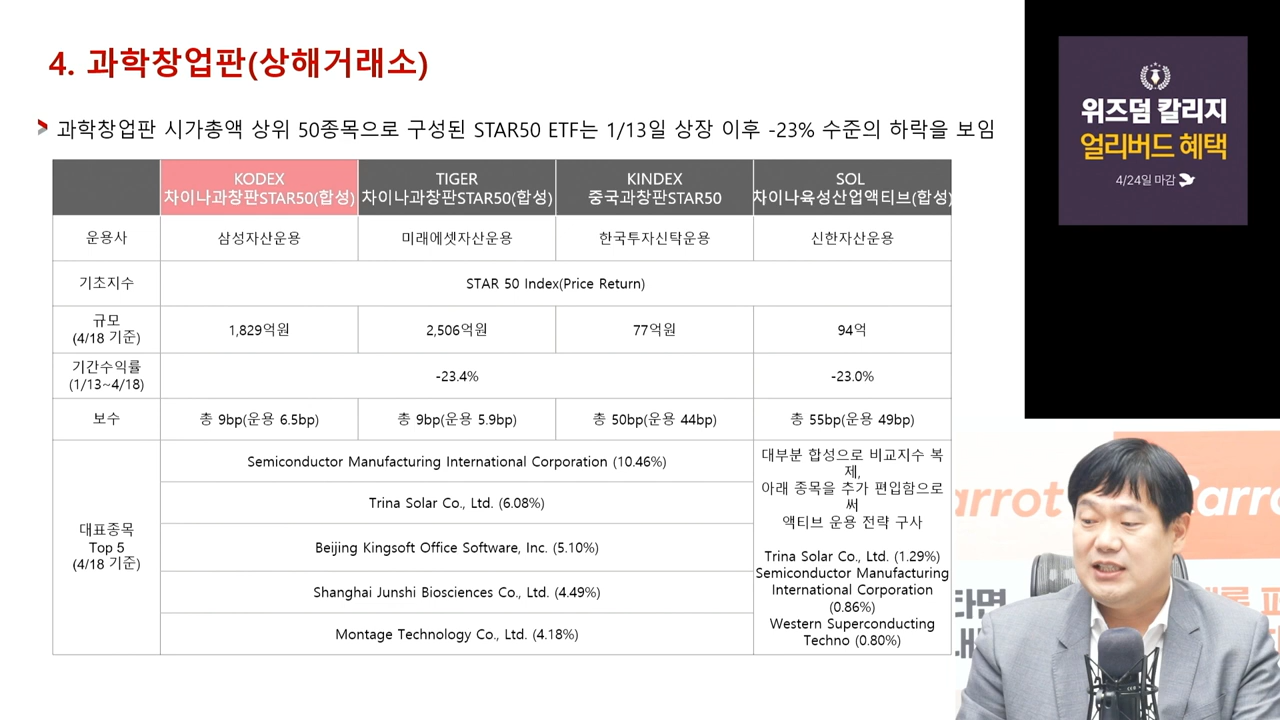 4. 과학창업판(상해거래소)
과학창업판 시가총액 상위 50종목으로 구성된 STAR50 ETF는 1/13일 상장 이후 -23% 수준의 하락을 보임
KODEX
차이나과창판STAR50(합성)
TIGER
차이나과창판STAR50(합성)
KINDEX
중국과창판STAR50
SOL
차이나육성산업액티브(합성)
운용사
삼성자산운용
미래에셋자산운용
한국투자신탁운용
신한자산운용
기초지수
STAR 50 Index(Price Return)
규모
(4/18 기준)
1,829억원
2,506억원
77억원
94억
기간수익률
(1/13~4/18)
-23.4%
-23.0%
보수
총 9bp(운용 6.5bp)
총 9bp(운용 5.9bp)
총 50bp(운용 44bp)
총 55bp(운용 49bp)
대표종목
Top 5
(4/18 기준)
Semiconductor Manufacturing International Corporation (10.46%)
Trina Solar Co., Ltd. (6.08%)
Beijing Kingsoft Office Software, Inc. (5.10%)
Shanghai Junshi Biosciences Co., Ltd. (4.49%)
Montage Technology Co., Ltd. (4.18%)
대부분 합성으로 비교지수 복
제,
아래 종목을 추가 편입함으로
써
액티브 운용 전략 구사
Trina Solar Co., Ltd. (1.29%)
Semiconductor Manufacturing
International Corporation
(0.86%)
Western Superconducting
Techno (0.80%)
위즈덤 칼리지
얼리버드 혜택
4/24일 마감
arrot
Carrot
타면